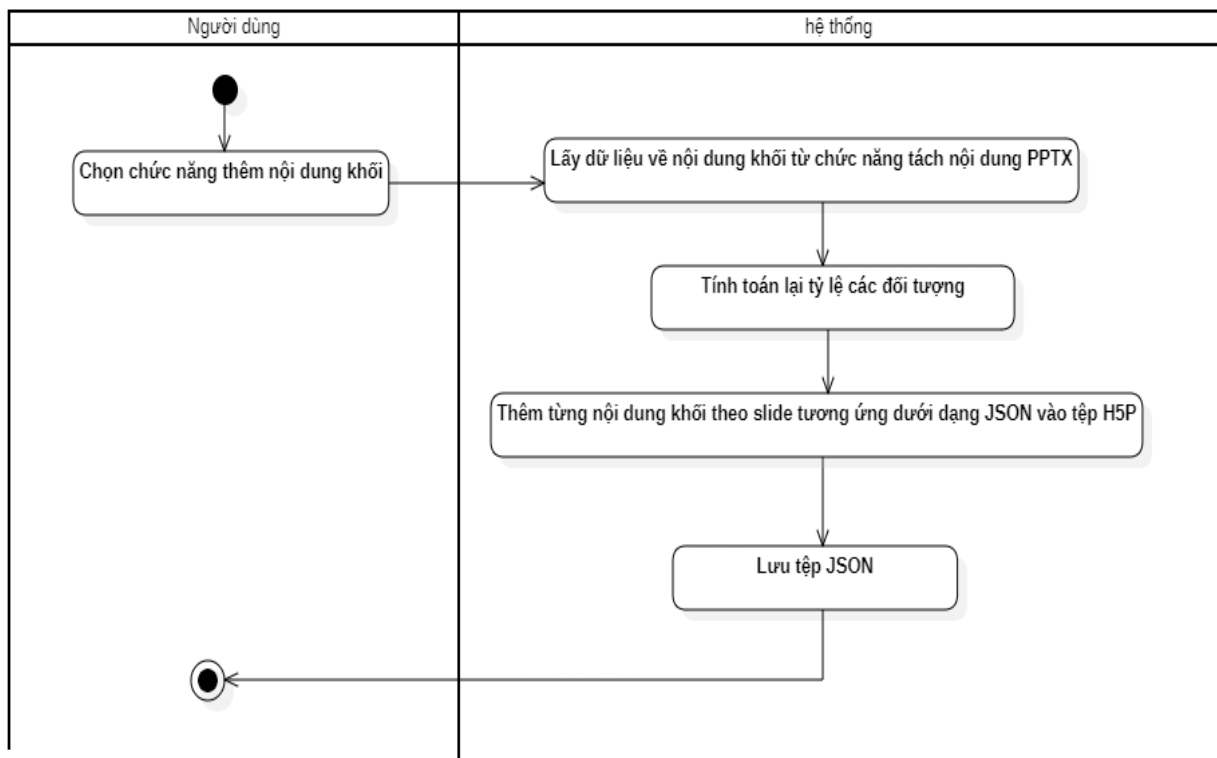 Người dùng
hệ thống
Chọn chức năng thêm nội dung khối
Lấy dữ liệu về nội dung khối từ chức năng tách nội dung PPTX
Tính toán lại tỷ lệ các đối tượng
Thêm từng nội dung khối theo slide tương ứng dưới dạng JSON vào tệp H5P
Lưu tệp JSON